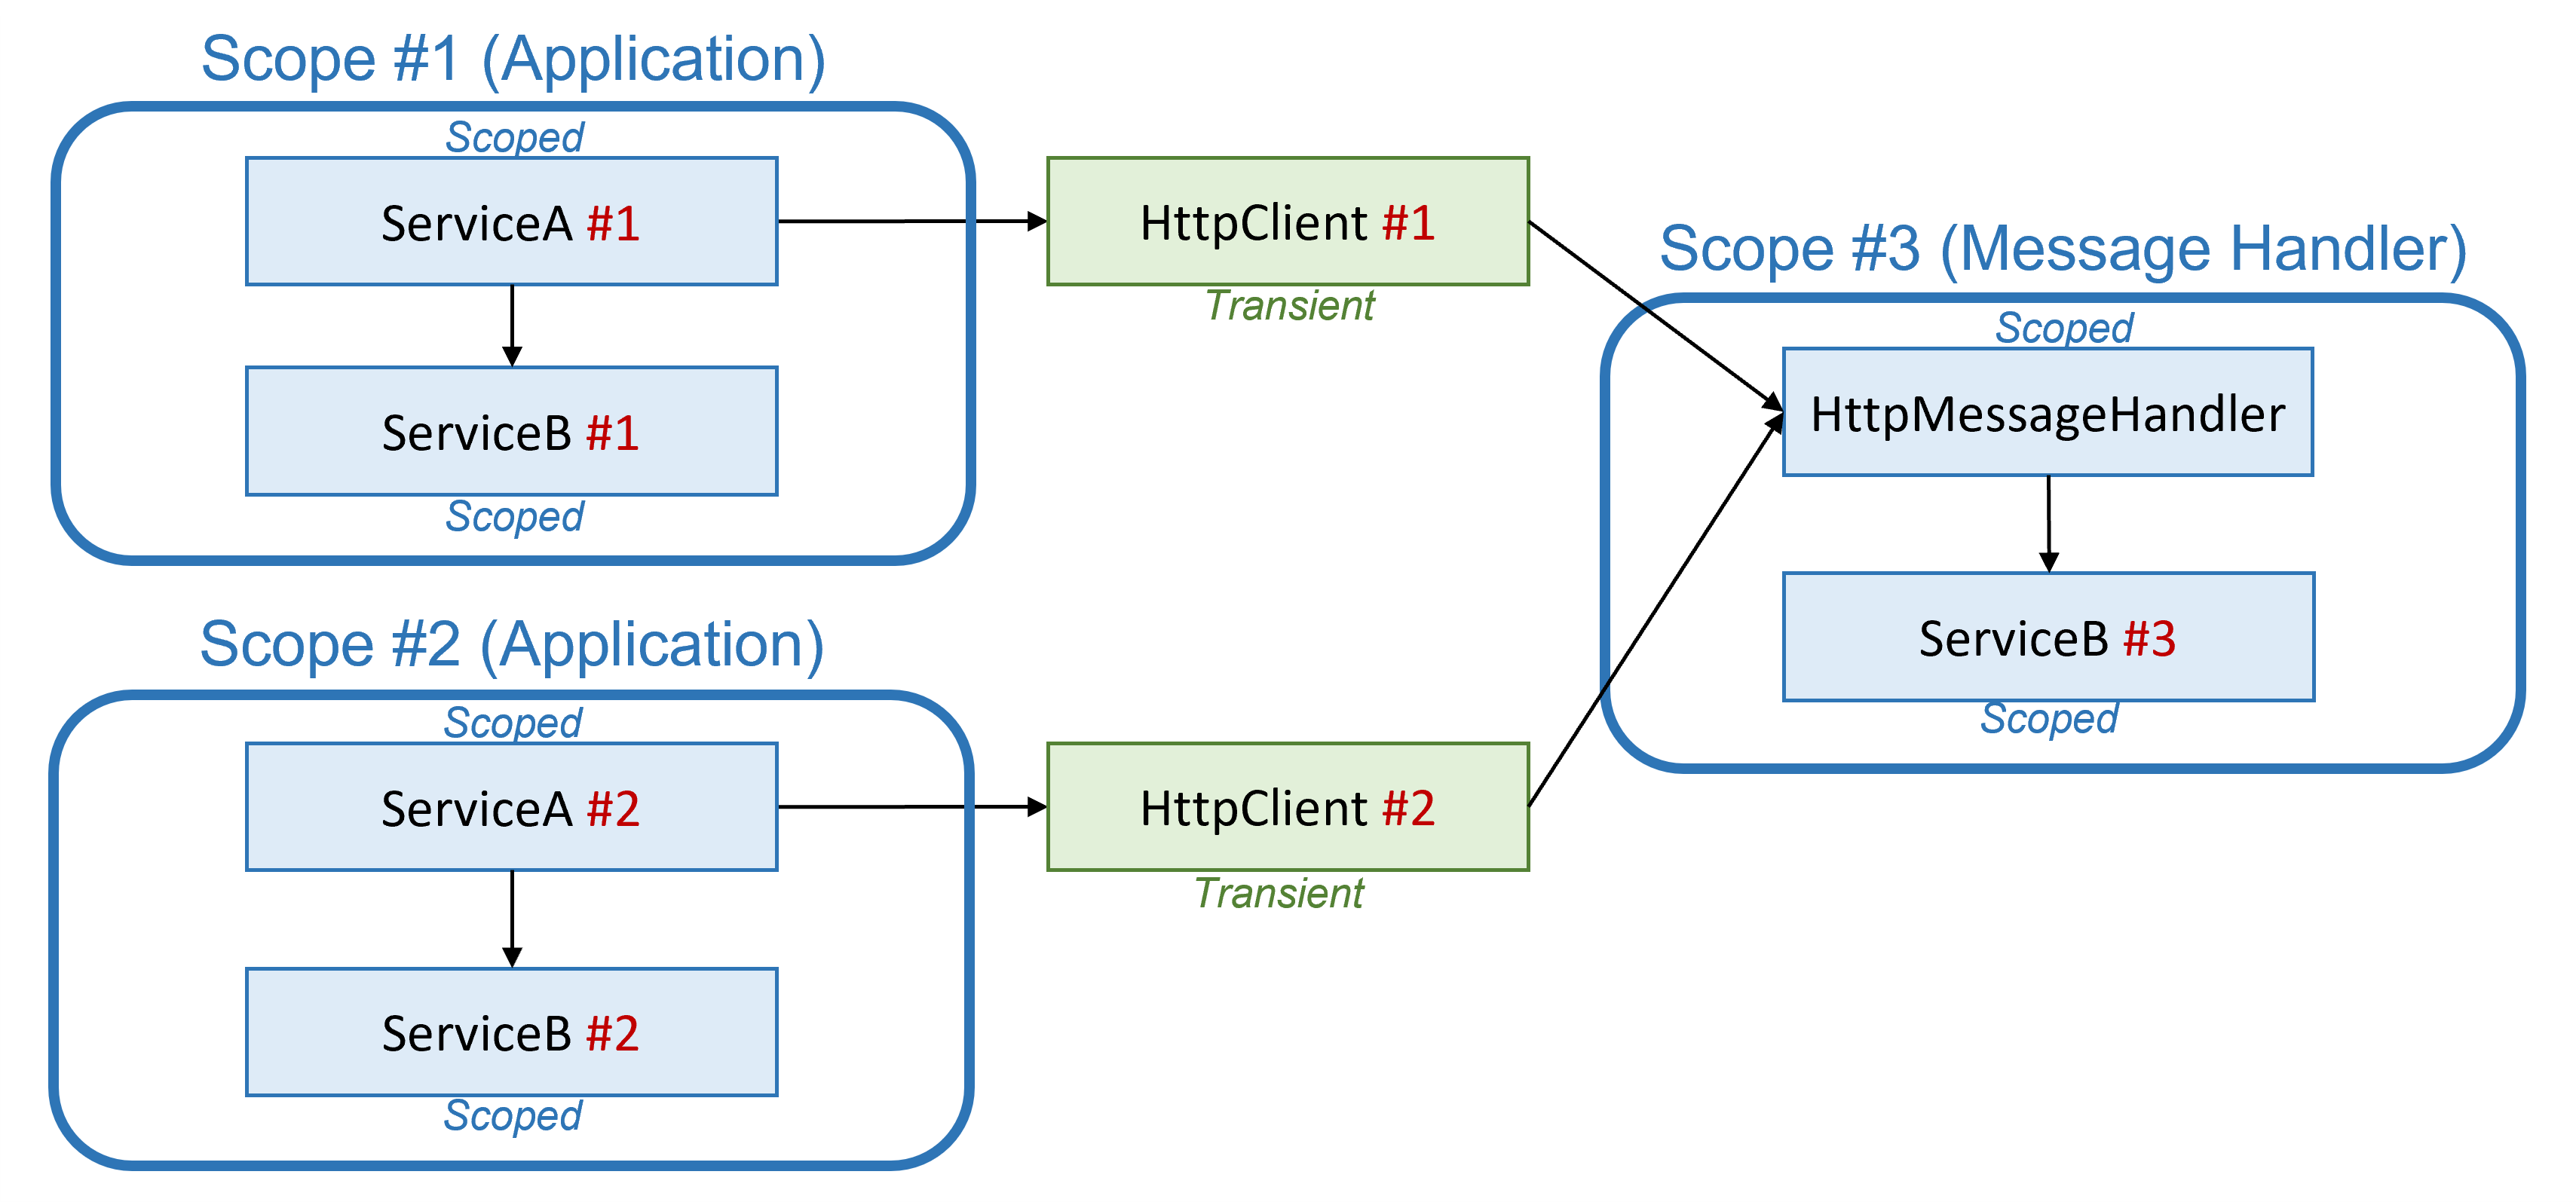 Scope #1 (Application)
Scoped
ServiceA #1
ServiceB #1
Scoped
HttpClient #1
Transient
Scope #2 (Application)
Scoped
ServiceA #2
ServiceB #2
Scoped
HttpClient #2
Transient
Scope #3 (Message Handler)
Scoped
HttpMessageHandler
ServiceB #3
Scoped